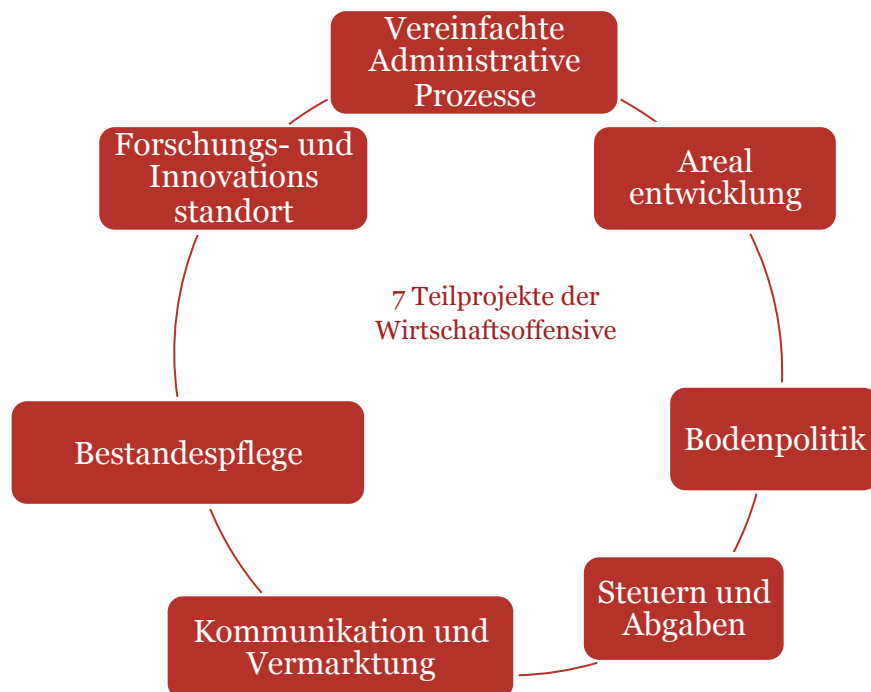 Vereinfachte
Administrative
Prozesse
Areal
entwicklung
Bodenpolitik
Steuern und
Abgaben
Kommunikation und
Vermarktung
Bestandespflege
Forschungs- und
Innovations
standort
7 Teilprojekte der
Wirtschaftsoffensive